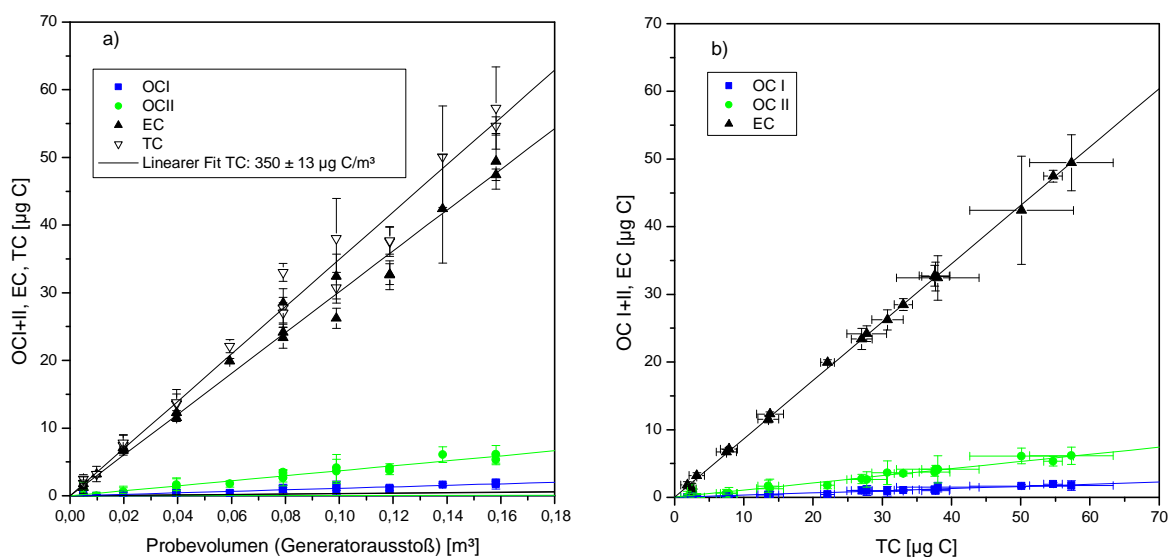 a)
OCI
OCII
EC
TC
Linearer Fit TC: 350 ± 13 µg C/m³
OCI+II, EC, TC [µg C]
70
60
50
40
30
20
10
0
0,00 0,02 0,04 0,06 0,08 0,10 0,12 0,14 0,16 0,18
Probevolumen (Generatorausstoß) [m³]
b)
OC I
OC II
EC
OC I+II, EC [µg C]
70
60
50
40
30
20
10
0
0 10 20 30 40 50 60 70
TC [µg C]